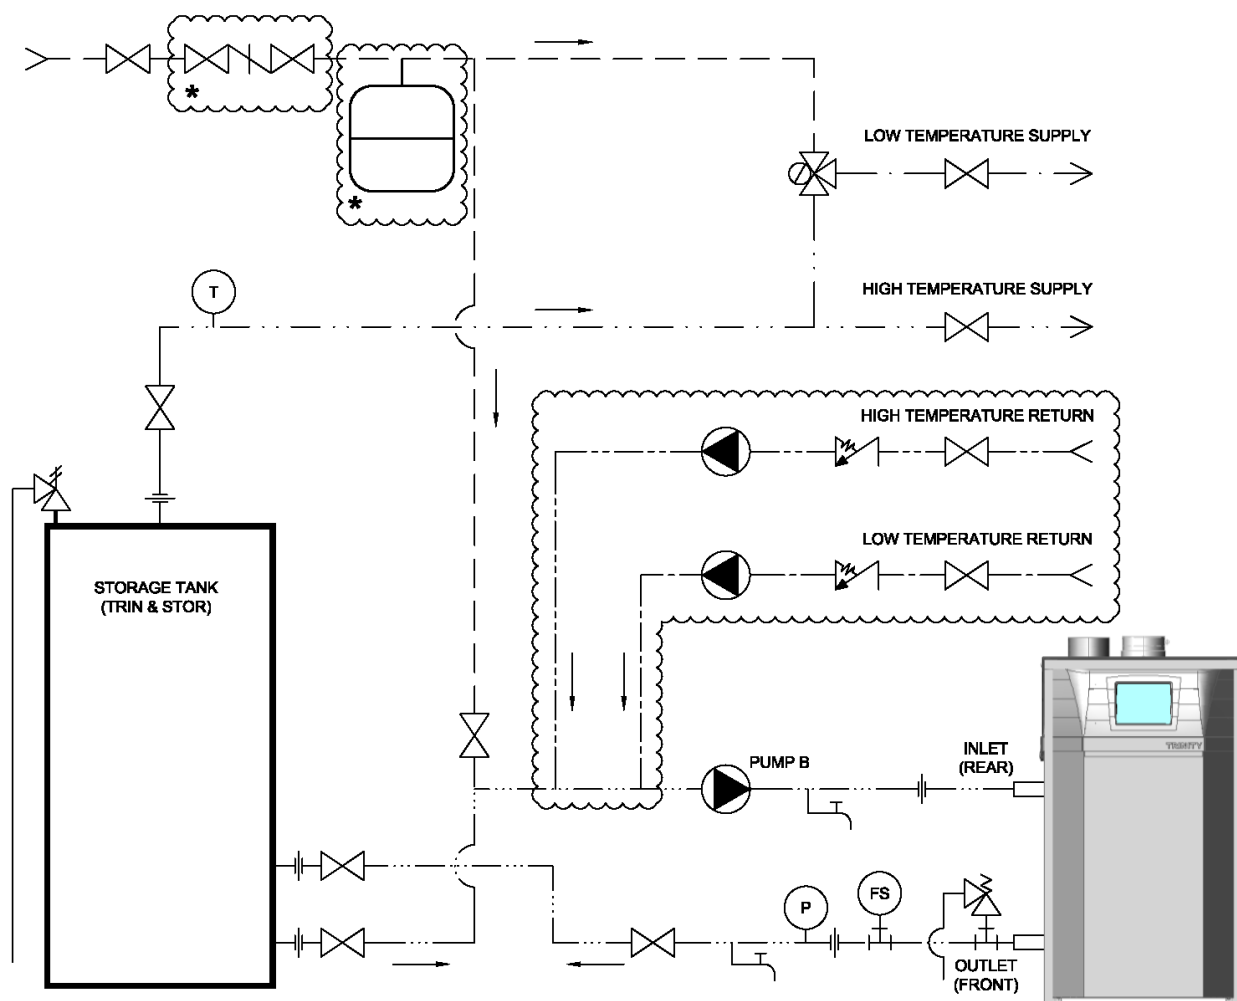 *
*
LOW TEMPERATURE SUPPLY
T
HIGH TEMPERATURE SUPPLY
HIGH TEMPERATURE RETURN
LOW TEMPERATURE RETURN
STORAGE TANK
(TRIN & STOR)
PUMP B
INLET
(REAR)
TRINITY
P
FS
OUTLET
(FRONT)